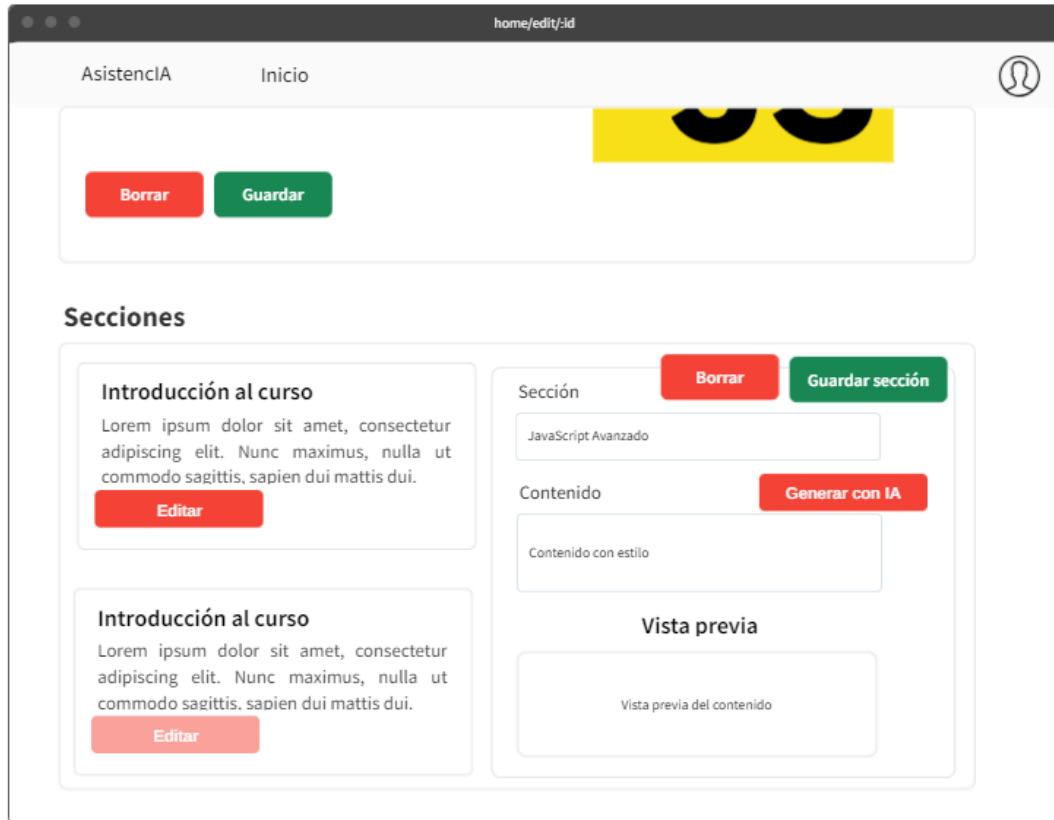 home/edit/:id
AsistencIA
Inicio
JS
Borrar
Guardar
Secciones
Introducción al curso
Lorem ipsum dolor sit amet, consectetur
adipiscing elit. Nunc maximus, nulla ut
commodo sagittis, sapien dui mattis dui.
Editar
Introducción al curso
Lorem ipsum dolor sit amet, consectetur
adipiscing elit. Nunc maximus, nulla ut
commodo sagittis, sapien dui mattis dui.
Editar
Borrar
Guardar sección
Sección
JavaScript Avanzado
Contenido
Generar con IA
Contenido con estilo
Vista previa
Vista previa del contenido